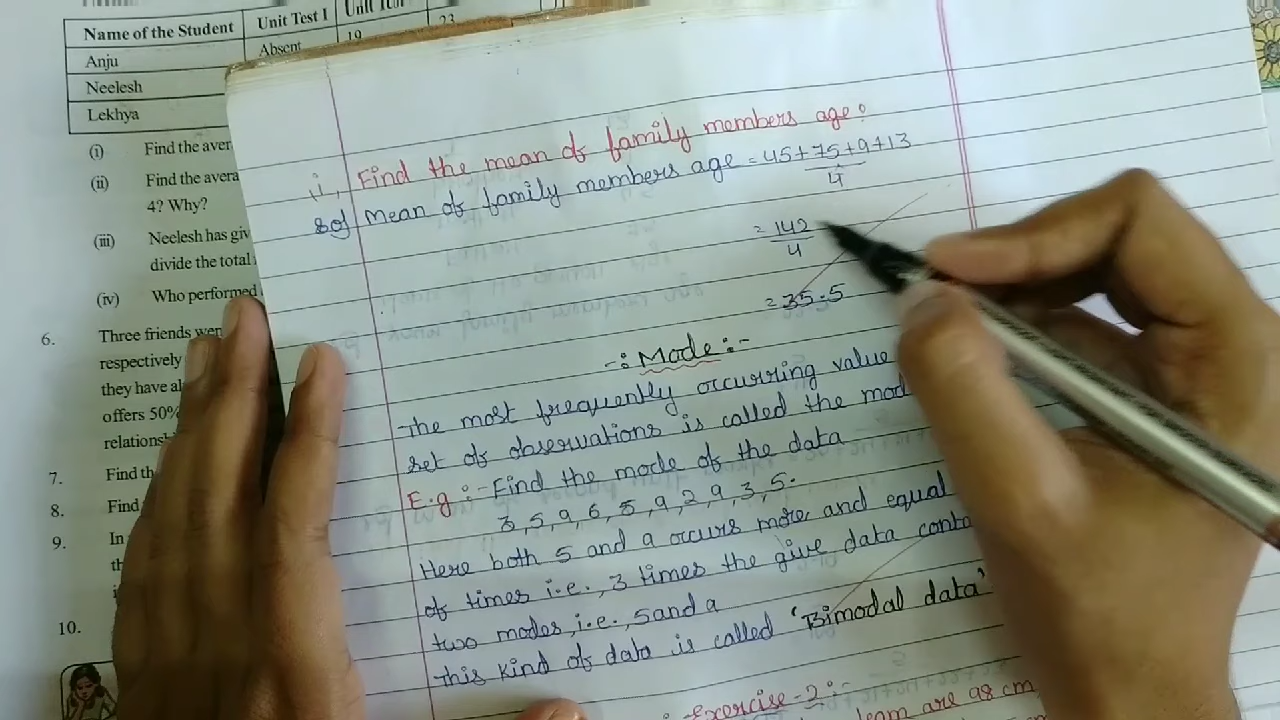 Name of the Student Unit Test I
Anju Absent 19 23
Neelesh
Lekhya
(i) Find the aver
(ii) Find the avera
4? Why?
(iii) Neelesh has giv
divide the total
(iv) Who performed
6. Three friends wer
respectively
they have al
offers 50%
relations
7. Find th
8. Find
9. In
th
10.
ii, Find the mean of family members age?
sol Mean of family members age = 45+75+9+13
4
= 142
4
= 35.5
-: Mode :-
The most frequently occurring value
set of observations is called the mod
E.g :- Find the mode of the data
3, 5, 9, 6, 5, 9, 2, 9, 3, 5.
Here both 5 and 9 occurs more and equal
of times i.e., 3 times the give data conta
two modes, i.e., 5 and 9
this kind of data is called 'Bimodal data'
:-Exercise-2:-
team are 98 cm